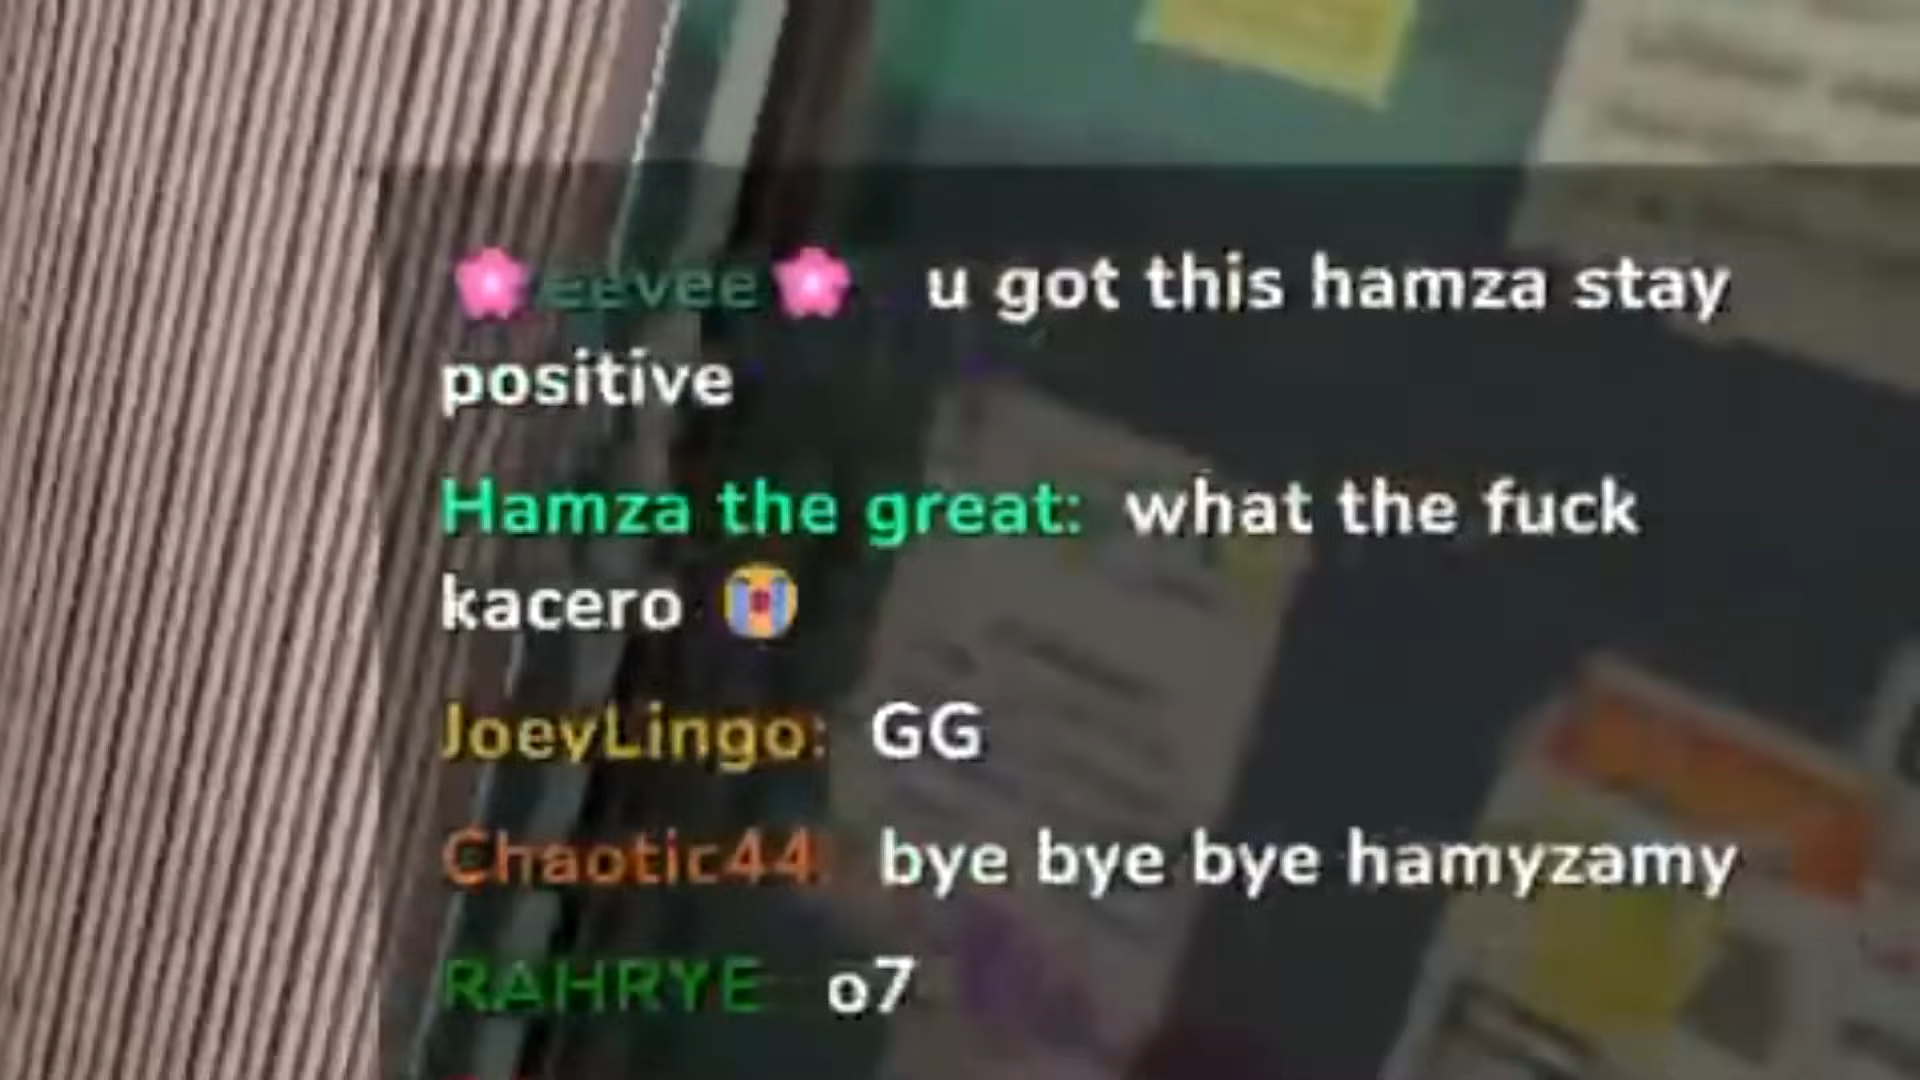 🌸eevee🌸: u got this hamza stay
positive
Hamza the great: what the fuck
kacero 😭
JoeyLingo: GG
Chaotic44: bye bye bye hamyzamy
RAHRYE: o7